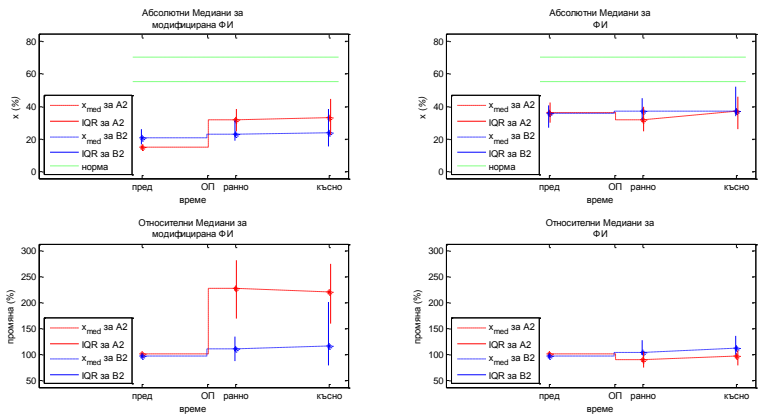 Абсолютни Медиани за
модифицирана ФИ
80
60
40
20
0
x (%)
x_med за A2
IQR за A2
x_med за B2
IQR за B2
норма
пред ОП ранно късно
време
Абсолютни Медиани за
ФИ
80
60
40
20
0
x (%)
x_med за A2
IQR за A2
x_med за B2
IQR за B2
норма
пред ОП ранно късно
време
Относителни Медиани за
модифицирана ФИ
300
250
200
150
100
50
промяна (%)
x_med за A2
IQR за A2
x_med за B2
IQR за B2
пред ОП ранно късно
време
Относителни Медиани за
ФИ
300
250
200
150
100
50
промяна (%)
x_med за A2
IQR за A2
x_med за B2
IQR за B2
пред ОП ранно късно
време